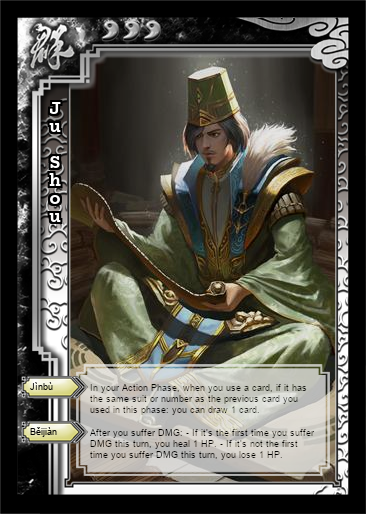 群
Ju Shou
Jìnbù
In your Action Phase, when you use a card, if it has
the same suit or number as the previous card you
used in this phase: you can draw 1 card.
Běijiàn
After you suffer DMG: - If it's the first time you suffer
DMG this turn, you heal 1 HP. - If it's not the first
time you suffer DMG this turn, you lose 1 HP.